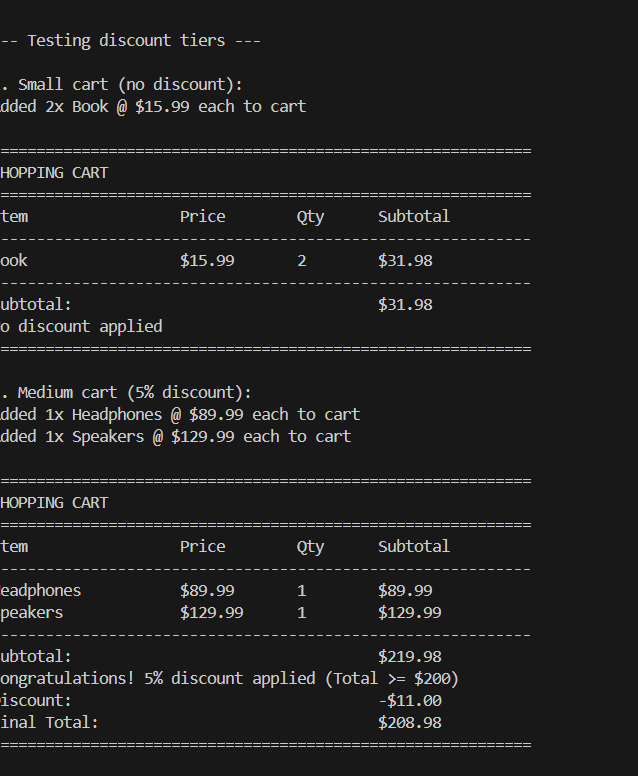 -- Testing discount tiers ---
. Small cart (no discount):
dded 2x Book @ $15.99 each to cart
===========================================================
HOPPING CART
===========================================================
tem                 Price        Qty      Subtotal
-----------------------------------------------------------
ook                 $15.99       2        $31.98
-----------------------------------------------------------
ubtotal:                                  $31.98
o discount applied
===========================================================
. Medium cart (5% discount):
dded 1x Headphones @ $89.99 each to cart
dded 1x Speakers @ $129.99 each to cart
===========================================================
HOPPING CART
===========================================================
tem                 Price        Qty      Subtotal
-----------------------------------------------------------
eadphones           $89.99       1        $89.99
peakers             $129.99      1        $129.99
-----------------------------------------------------------
ubtotal:                                  $219.98
ongratulations! 5% discount applied (Total >= $200)
iscount:                                  -$11.00
inal Total:                               $208.98
===========================================================